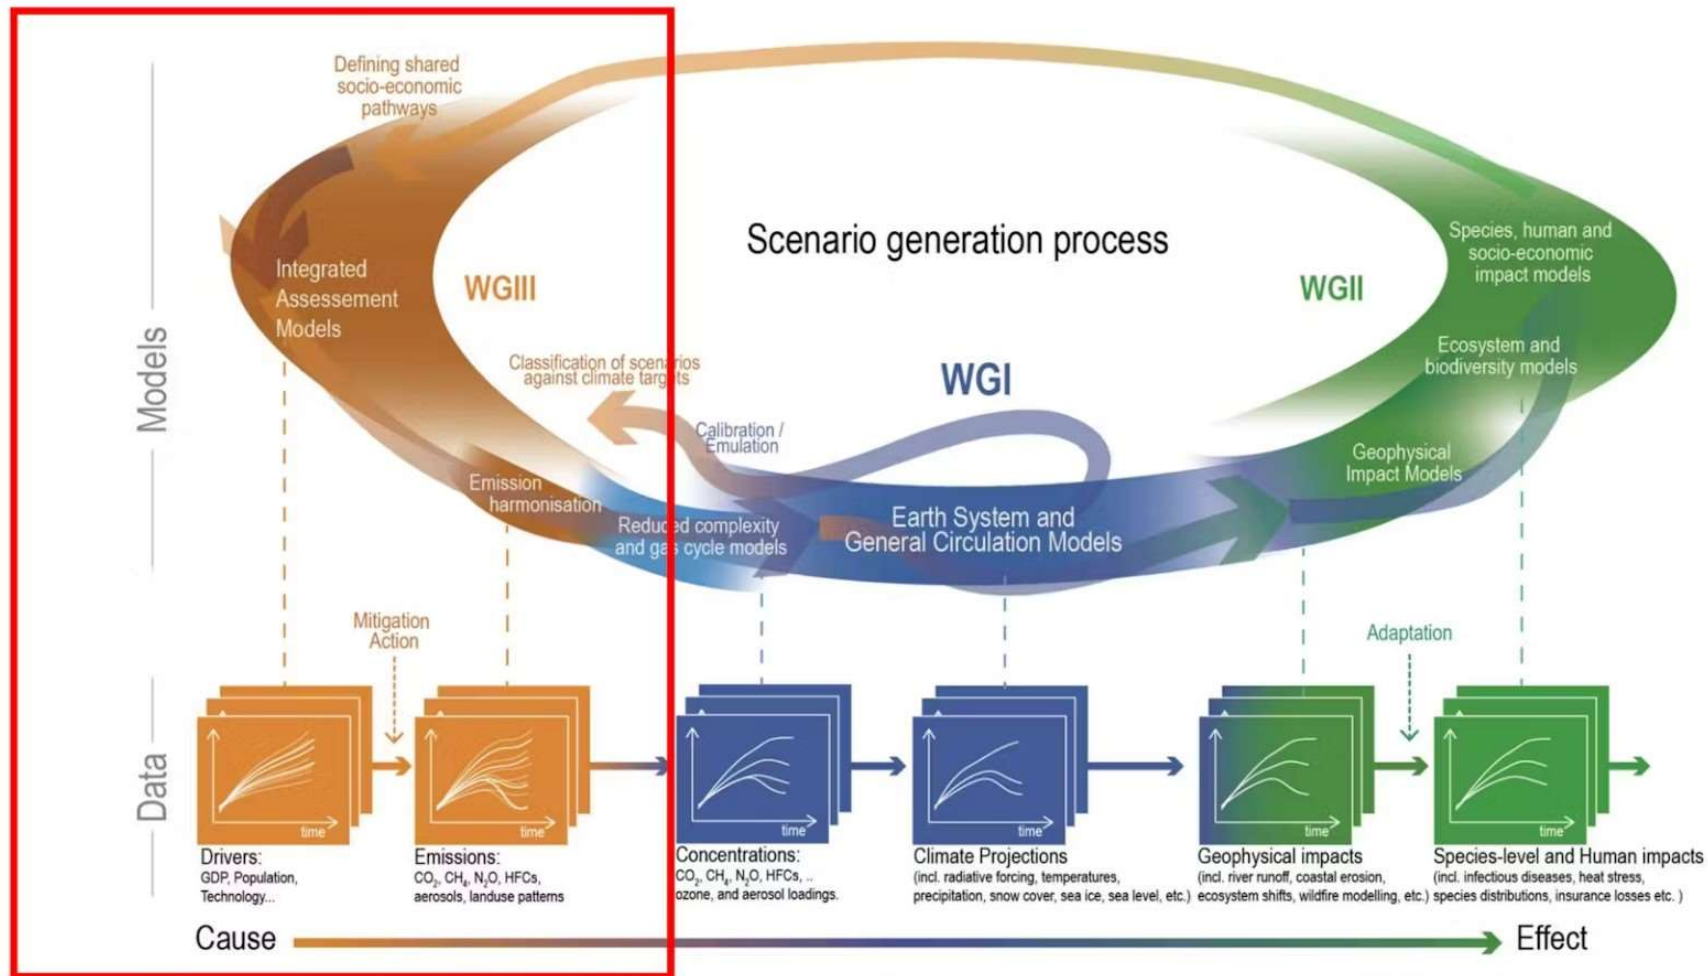 Defining shared
socio-economic
pathways
Scenario generation process
Models
Integrated
Assessement
Models
WGIII
WGII
Species, human and
socio-economic
impact models
Classification of scenarios
against climate targets
WGI
Ecosystem and
biodiversity models
Calibration /
Emulation
Geophysical
Impact Models
Emission
harmonisation
Reduced complexity
and gas cycle models
Earth System and
General Circulation Models
Mitigation
Action
Adaptation
Data
time
time
time
time
time
time
Drivers:
GDP, Population,
Technology...
Emissions:
CO₂, CH₄, N₂O, HFCs,
aerosols, landuse patterns
Concentrations:
CO₂, CH₄, N₂O, HFCs, ..
ozone, and aerosol loadings.
Climate Projections
(incl. radiative forcing, temperatures,
precipitation, snow cover, sea ice, sea level, etc.)
Geophysical impacts
(incl. river runoff, coastal erosion,
ecosystem shifts, wildfire modelling, etc.)
Species-level and Human impacts
(incl. infectious diseases, heat stress,
species distributions, insurance losses etc. )
Cause
Effect